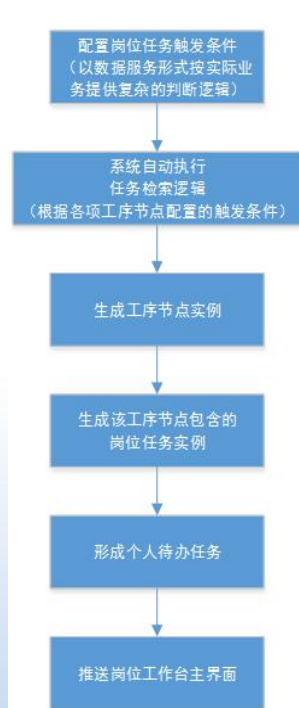 配置岗位任务触发条件
（以数据服务形式按实际业
务提供复杂的判断逻辑）
系统自动执行
任务检索逻辑
（根据各项工序节点配置的触发条件）
生成工序节点实例
生成该工序节点包含的
岗位任务实例
形成个人待办任务
推送岗位工作台主界面